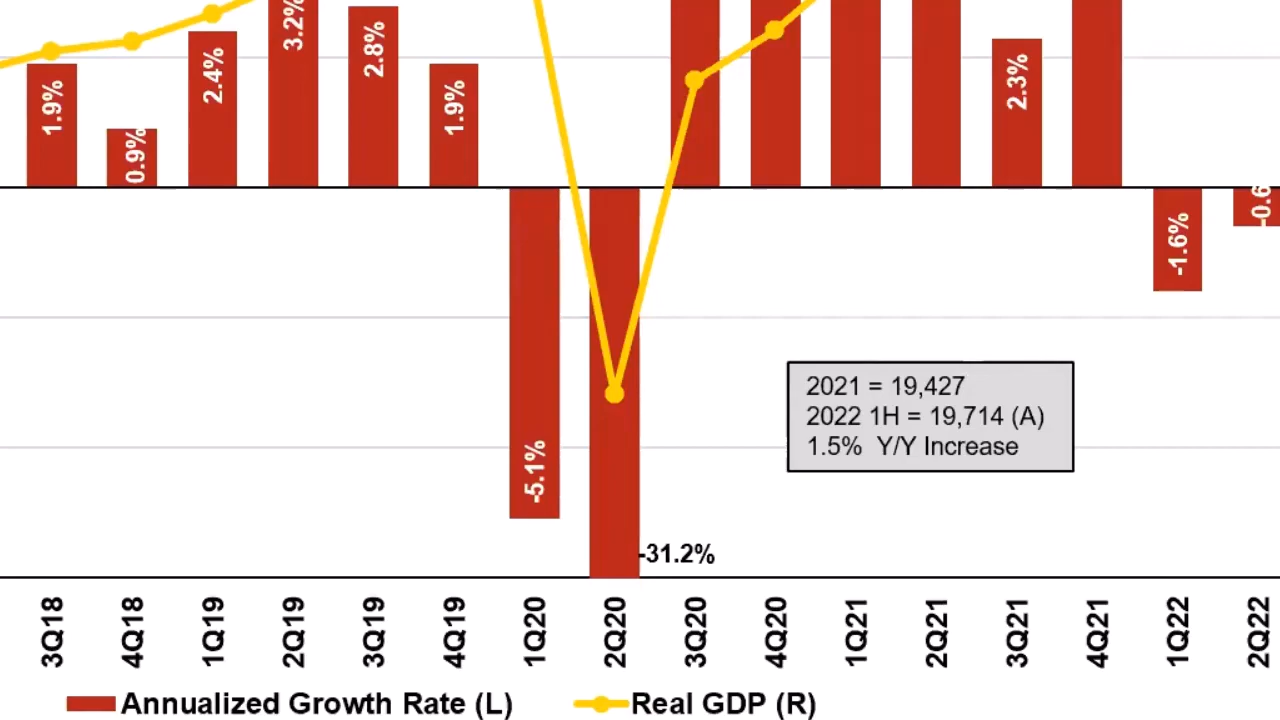 1.9%
0.9%
2.4%
3.2%
2.8%
1.9%
-5.1%
-31.2%
2.3%
-1.6%
-0.6
2021 = 19,427
2022 1H = 19,714 (A)
1.5% Y/Y Increase
3Q18 4Q18 1Q19 2Q19 3Q19 4Q19 1Q20 2Q20 3Q20 4Q20 1Q21 2Q21 3Q21 4Q21 1Q22 2Q22
Annualized Growth Rate (L) Real GDP (R)